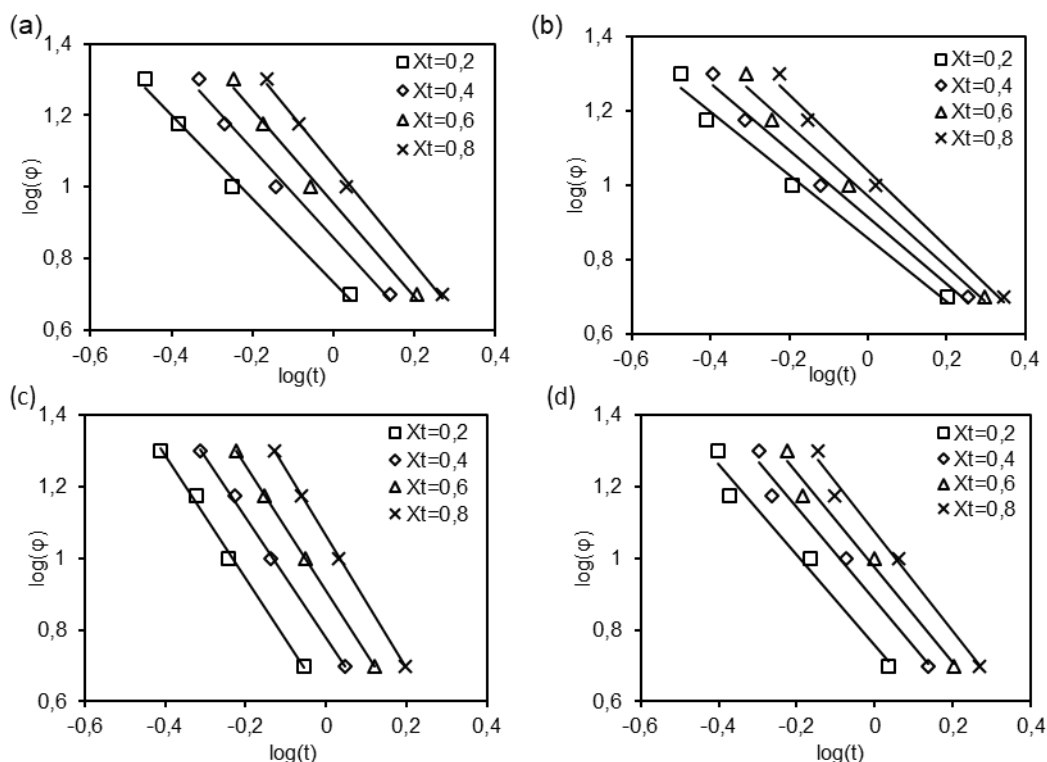 (a)
1,4
1,2
1
0,8
0,6
log(φ)
-0,6
-0,4
-0,2
0
0,2
0,4
log(t)
Xt=0,2
Xt=0,4
Xt=0,6
Xt=0,8
(b)
1,4
1,2
1
0,8
0,6
log(φ)
-0,6
-0,4
-0,2
0
0,2
0,4
log(t)
Xt=0,2
Xt=0,4
Xt=0,6
Xt=0,8
(c)
1,4
1,2
1
0,8
0,6
log(φ)
-0,6
-0,4
-0,2
0
0,2
0,4
log(t)
Xt=0,2
Xt=0,4
Xt=0,6
Xt=0,8
(d)
1,4
1,2
1
0,8
0,6
log(φ)
-0,6
-0,4
-0,2
0
0,2
0,4
log(t)
Xt=0,2
Xt=0,4
Xt=0,6
Xt=0,8